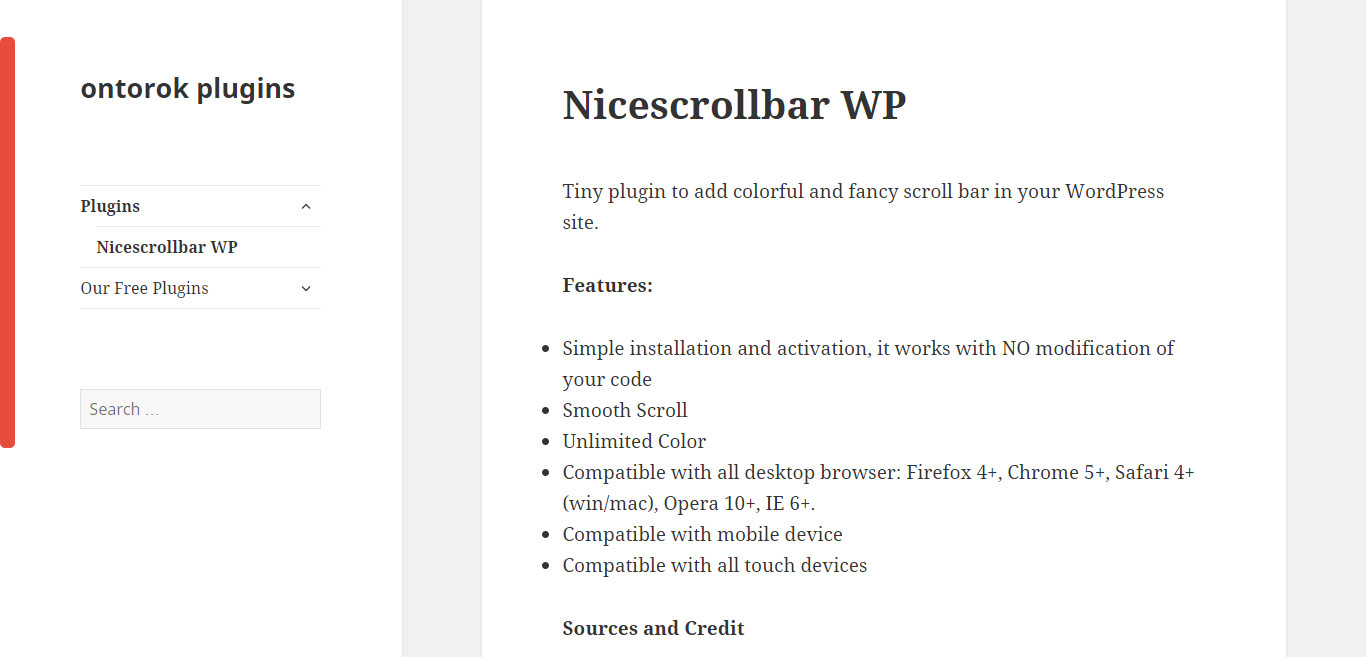 ontorok plugins
Plugins
Nicescrollbar WP
Our Free Plugins
Search …
Nicescrollbar WP
Tiny plugin to add colorful and fancy scroll bar in your WordPress
site.
Features:
Simple installation and activation, it works with NO modification of
your code
Smooth Scroll
Unlimited Color
Compatible with all desktop browser: Firefox 4+, Chrome 5+, Safari 4+
(win/mac), Opera 10+, IE 6+.
Compatible with mobile device
Compatible with all touch devices
Sources and Credit